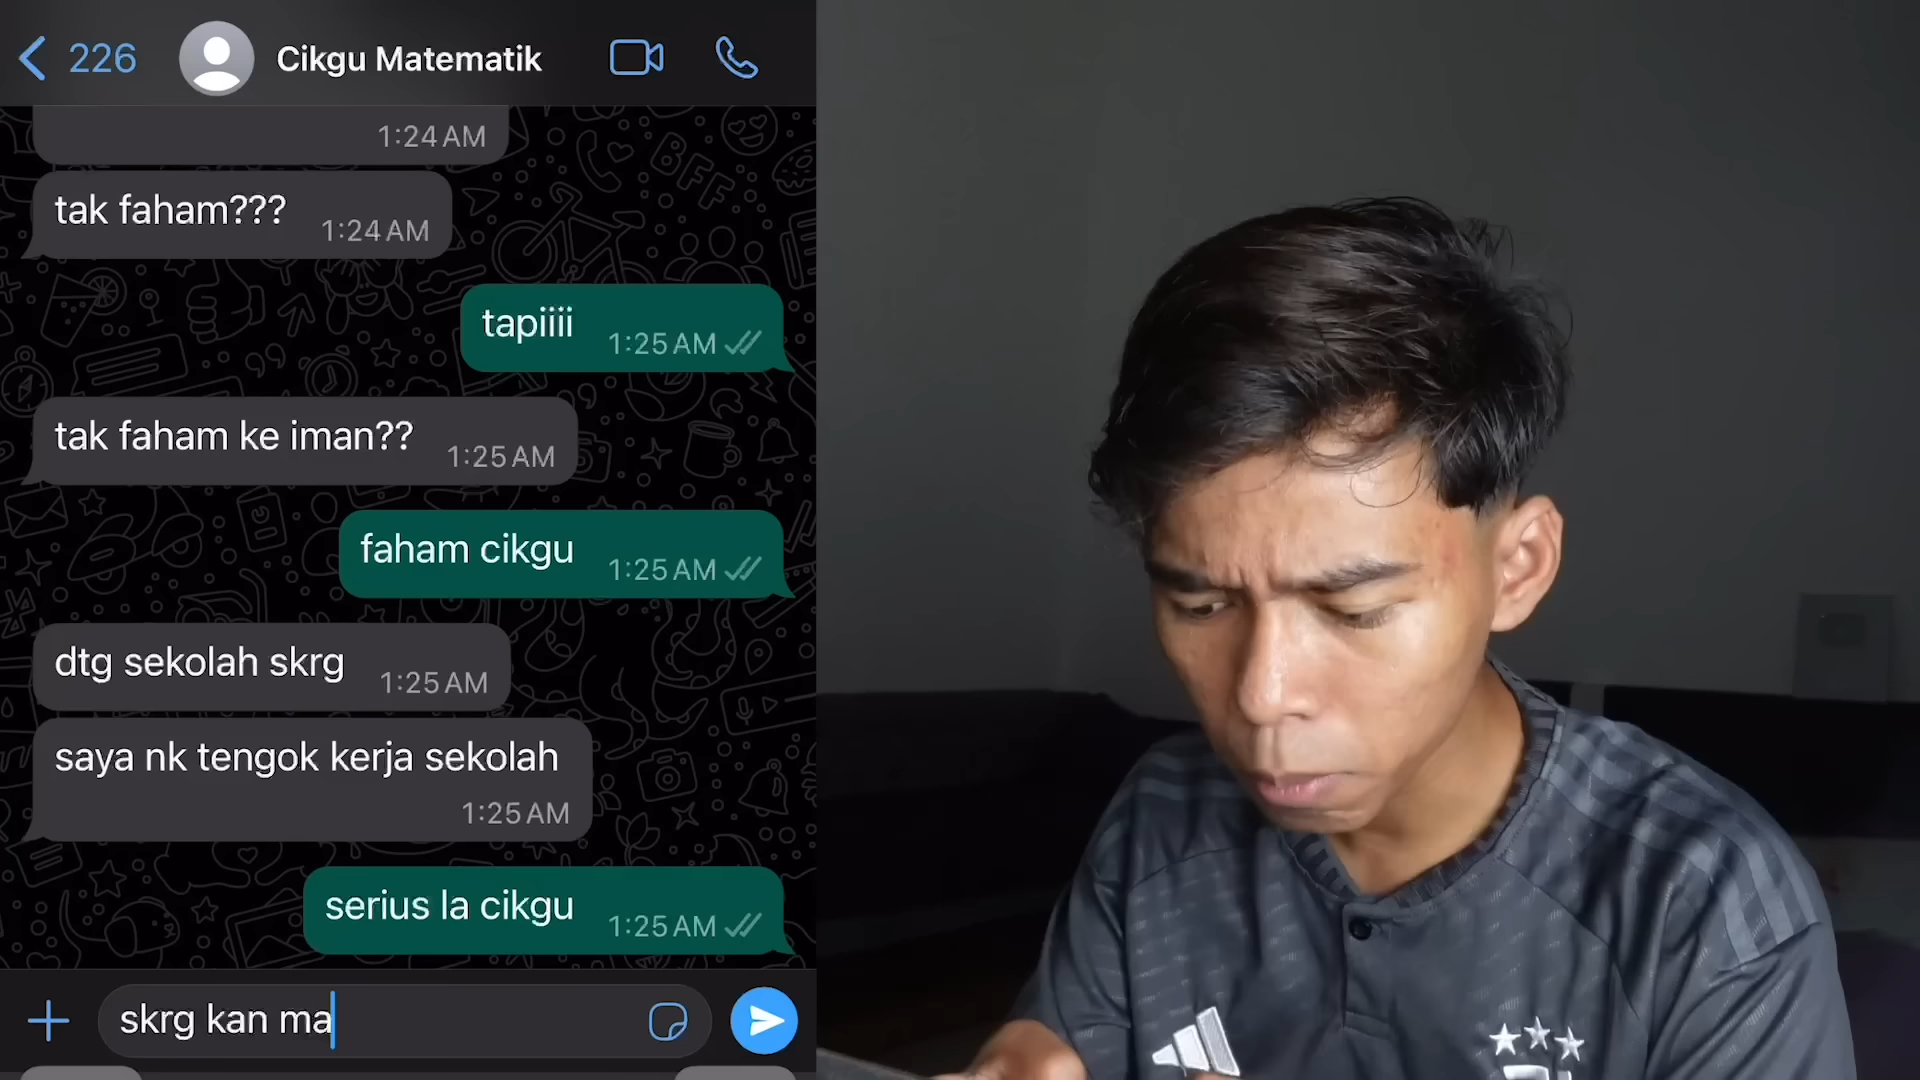 226
Cikgu Matematik
1:24 AM
tak faham???
1:24 AM
tapiiii
1:25 AM
tak faham ke iman??
1:25 AM
faham cikgu
1:25 AM
dtg sekolah skrg
1:25 AM
saya nk tengok kerja sekolah
1:25 AM
serius la cikgu
1:25 AM
skrg kan ma